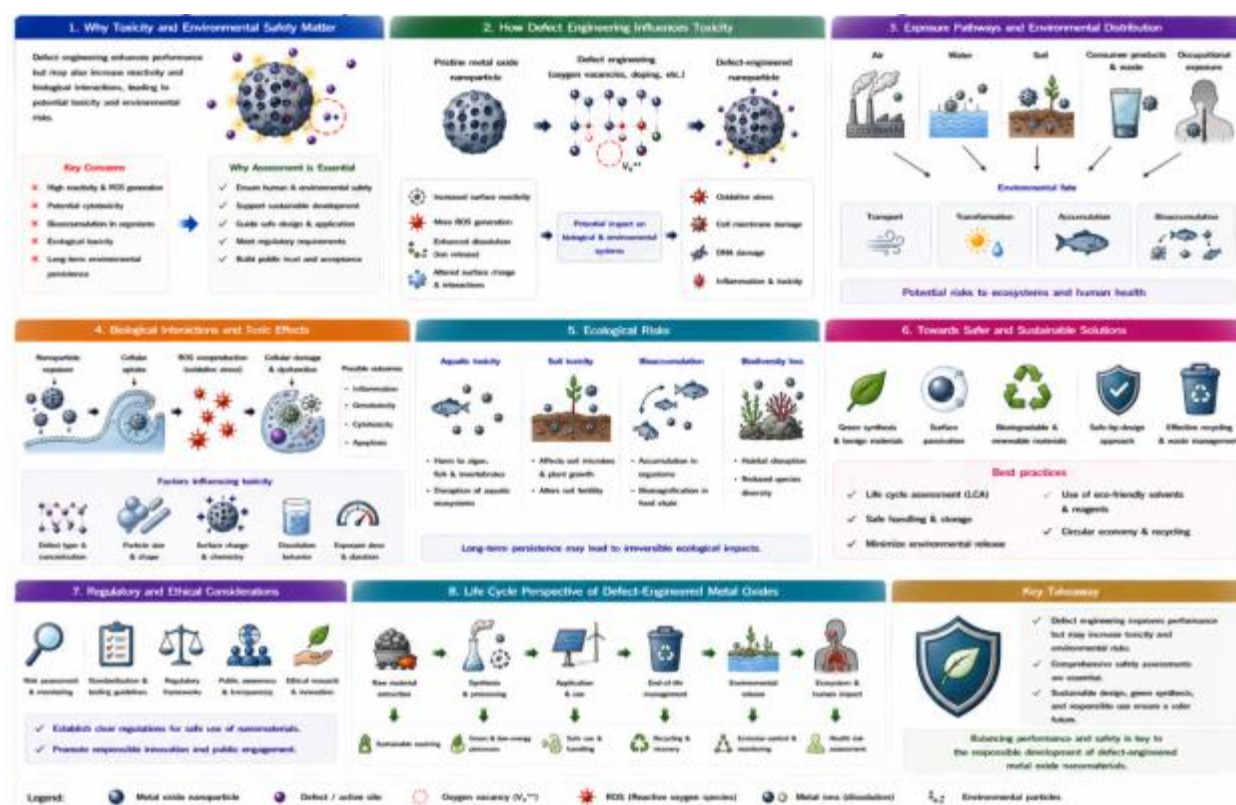 1. Why Toxicity and Environmental Safety Matter
Defect engineering enhances performance
but may also increase reactivity and
biological interactions, leading to
potential toxicity and environmental
risks.
Key Concerns
High reactivity & ROS generation
Potential cytotoxicity
Bioaccumulation in organisms
Ecological toxicity
Long-term environmental
persistence
Why Assessment is Essential
Ensure human & environmental safety
Support sustainable development
Guide safe design & application
Meet regulatory requirements
Build public trust and acceptance
2. How Defect Engineering Influences Toxicity
Pristine metal oxide
nanoparticle
Defect engineering
(oxygen vacancies, doping, etc.)
Defect-engineered
nanoparticle
Increased surface reactivity
More ROS generation
Enhanced dissolution
(ion release)
Altered surface charge
& interactions
Potential impact on
biological & environmental
systems
Oxidative stress
Cell membrane damage
DNA damage
Inflammation & toxicity
3. Exposure Pathways and Environmental Distribution
Air
Water
Soil
Consumer products
& waste
Occupational
exposure
Environmental fate
Transport
Transformation
Accumulation
Bioaccumulation
Potential risks to ecosystems and human health
4. Biological Interactions and Toxic Effects
Nanoparticle
exposure
Cellular
uptake
ROS overproduction
(oxidative stress)
Cellular damage
& dysfunction
Possible outcomes
Inflammation
Genotoxicity
Cytotoxicity
Apoptosis
Factors influencing toxicity
Defect type &
concentration
Particle size
& shape
Surface charge
& chemistry
Dissolution
behavior
Exposure dose
& duration
5. Ecological Risks
Aquatic toxicity
Harm to algae,
fish & invertebrates
Disruption of aquatic
ecosystems
Soil toxicity
Affects soil microbes
& plant growth
Alters soil fertility
Bioaccumulation
Accumulation in
organisms
Biomagnification in
food chain
Biodiversity loss
Habitat disruption
Reduced species
diversity
Long-term persistence may lead to irreversible ecological impacts.
6. Towards Safer and Sustainable Solutions
Green synthesis
& benign materials
Surface
passivation
Biodegradable &
renewable materials
Safe-by-design
approach
Effective recycling
& waste management
Best practices
Life cycle assessment (LCA)
Safe handling & storage
Minimize environmental release
Use of eco-friendly solvents
& reagents
Circular economy & recycling
7. Regulatory and Ethical Considerations
Risk assessment
& monitoring
Standardization &
testing guidelines
Regulatory
frameworks
Public awareness
& transparency
Ethical research
& innovation
Establish clear regulations for safe use of nanomaterials.
Promote responsible innovation and public engagement.
8. Life Cycle Perspective of Defect-Engineered Metal Oxides
Raw material
extraction
Synthesis
& processing
Application
& use
End-of-life
management
Environmental
release
Ecosystem &
human impact
Sustainable sourcing
Green & low-energy
processes
Safe use &
handling
Recycling &
recovery
Emission control &
monitoring
Health risk
assessment
Key Takeaway
Defect engineering improves performance
but may increase toxicity and
environmental risks.
Comprehensive safety assessments
are essential.
Sustainable design, green synthesis,
and responsible use ensure a safer
future.
Balancing performance and safety is key to
the responsible development of defect-engineered
metal oxide nanomaterials.
Legend:
Metal oxide nanoparticle
Defect / active site
Oxygen vacancy
ROS (Reactive oxygen species)
Metal ions (dissolution)
Environmental particles